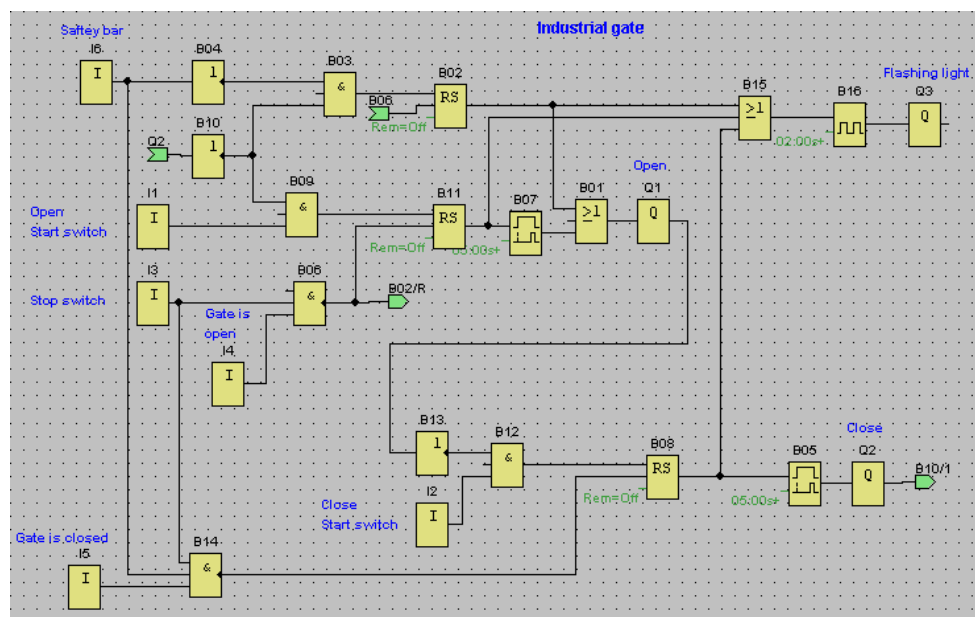 Industrial gate
Saftey bar
I6
B04
B03
B02
B15
B16
Flashing light
Q3
I
1
&
RS
≥1
Q
B06
Rem=Off
02:00s+
Q2
B10
1
B09
B11
B07
B01
Open
Q1
I1
Open
Start switch
I
&
RS
≥1
Q
Rem=Off
05:00s+
I3
Stop switch
I
B06
&
B02/R
Gate is
open
I4
I
B13
1
B12
&
B08
RS
Close
B05
Q2
Q
B10/1
Rem=Off
05:00s+
I2
Close
Start switch
I
Gate is closed
I5
I
B14
&